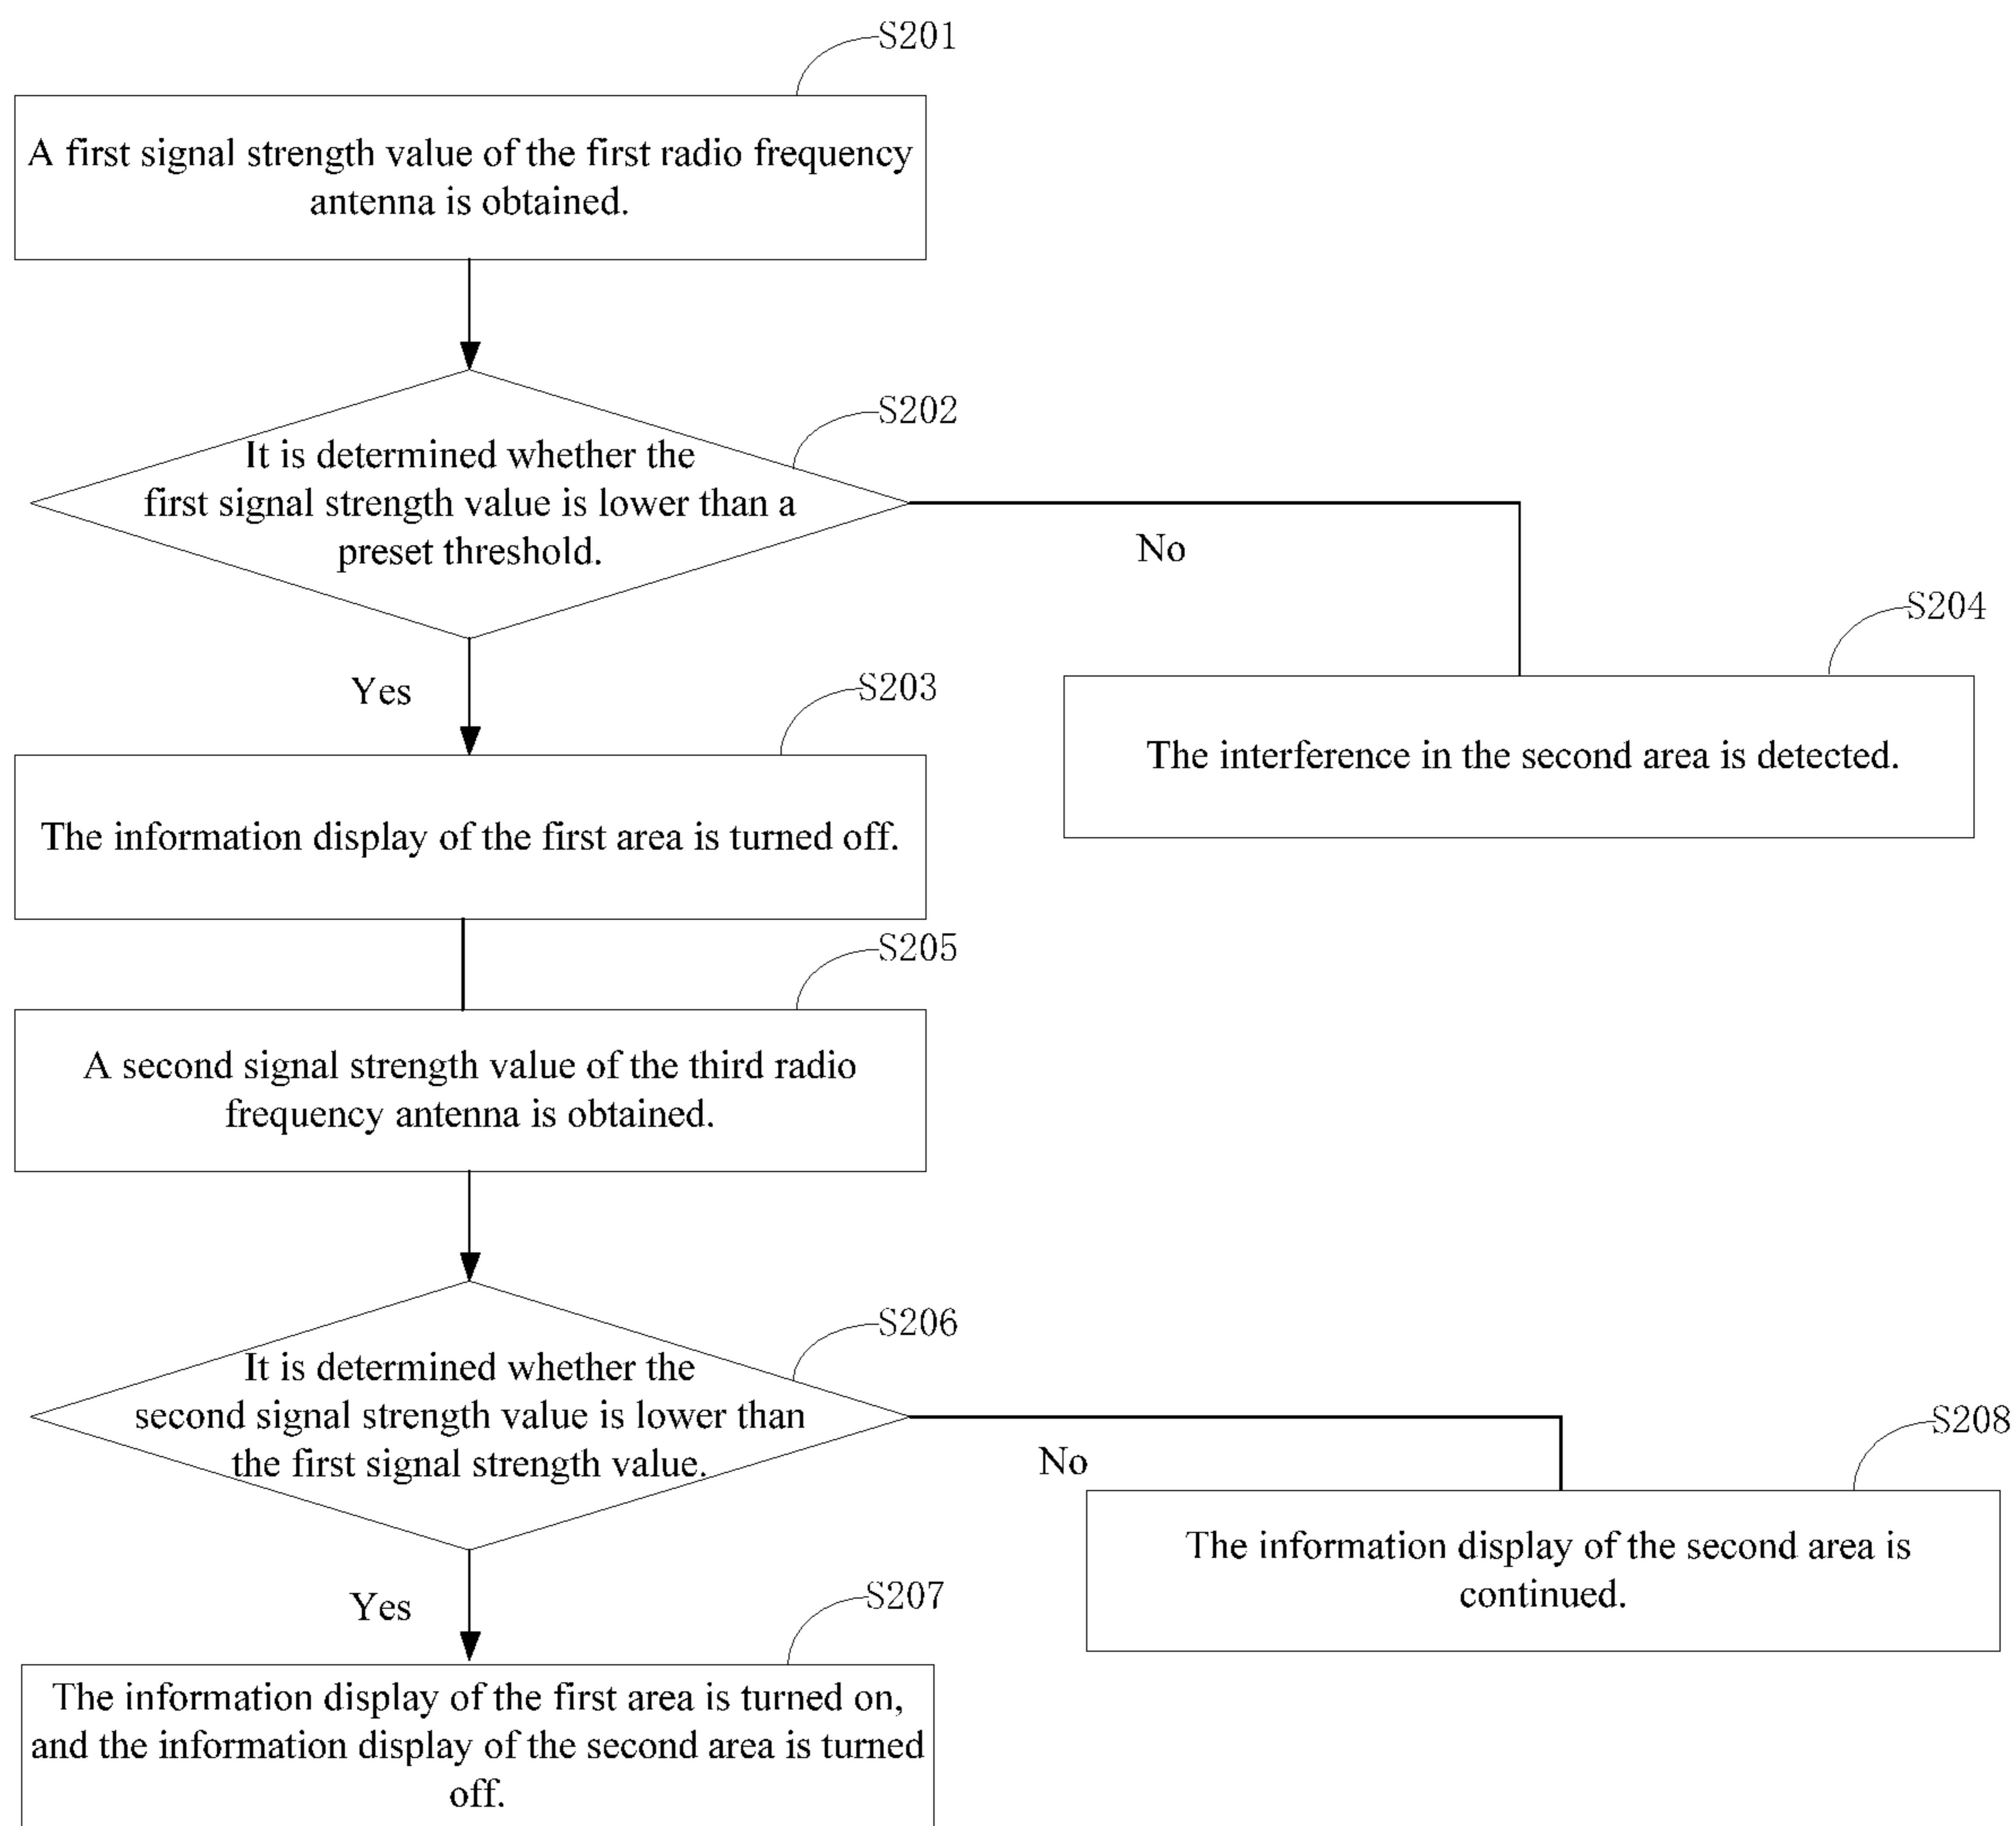 S201
A first signal strength value of the first radio frequency
antenna is obtained.
S202
It is determined whether the
first signal strength value is lower than a
preset threshold.
No
Yes
S204
The interference in the second area is detected.
S203
The information display of the first area is turned off.
S205
A second signal strength value of the third radio
frequency antenna is obtained.
S206
It is determined whether the
second signal strength value is lower than
the first signal strength value.
No
Yes
S208
The information display of the second area is
continued.
S207
The information display of the first area is turned on,
and the information display of the second area is turned
off.